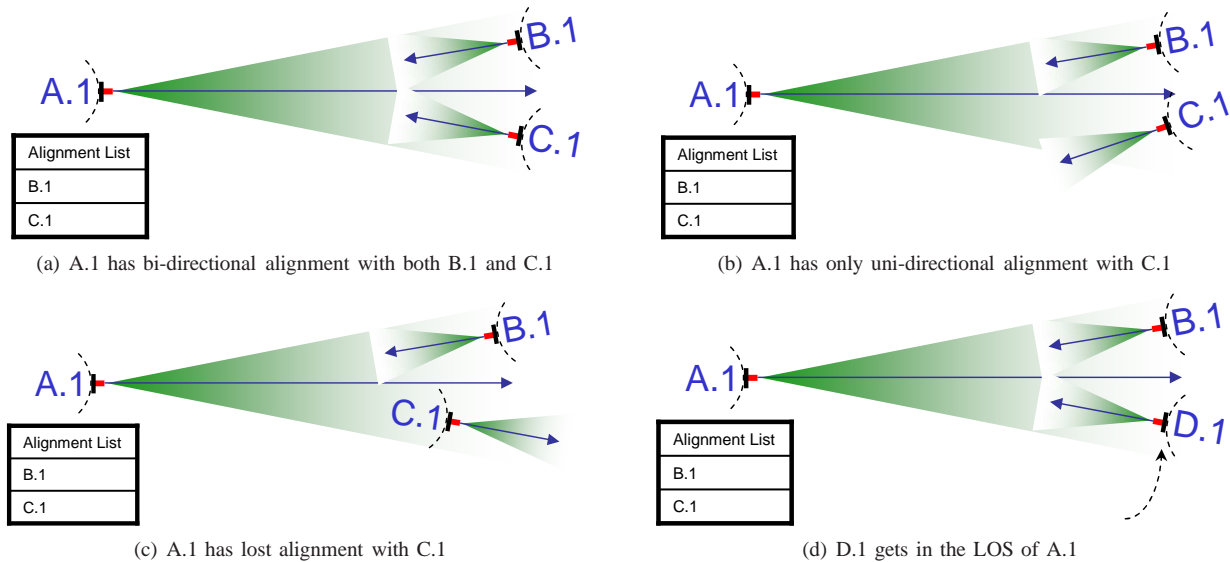 A.1
B.1
C.1
Alignment List
B.1
C.1
(a) A.1 has bi-directional alignment with both B.1 and C.1
A.1
B.1
C.1
Alignment List
B.1
C.1
(b) A.1 has only uni-directional alignment with C.1
A.1
B.1
C.1
Alignment List
B.1
C.1
(c) A.1 has lost alignment with C.1
A.1
B.1
D.1
Alignment List
B.1
C.1
(d) D.1 gets in the LOS of A.1